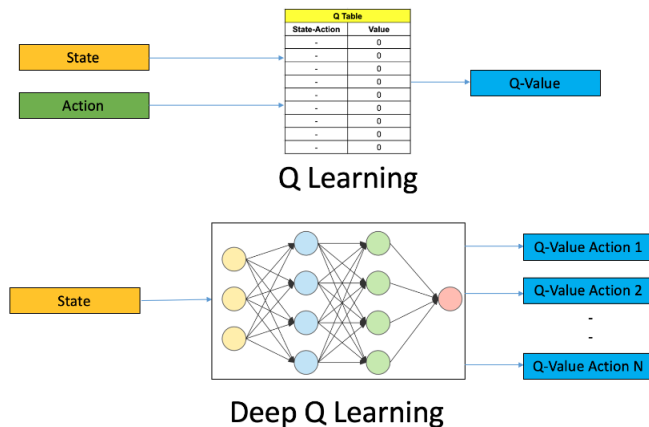 Q Table
State-Action Value
- 0
- 0
- 0
- 0
- 0
- 0
- 0
- 0
- 0
State
Action
Q-Value
Q Learning
State
Q-Value Action 1
Q-Value Action 2
-
-
Q-Value Action N
Deep Q Learning